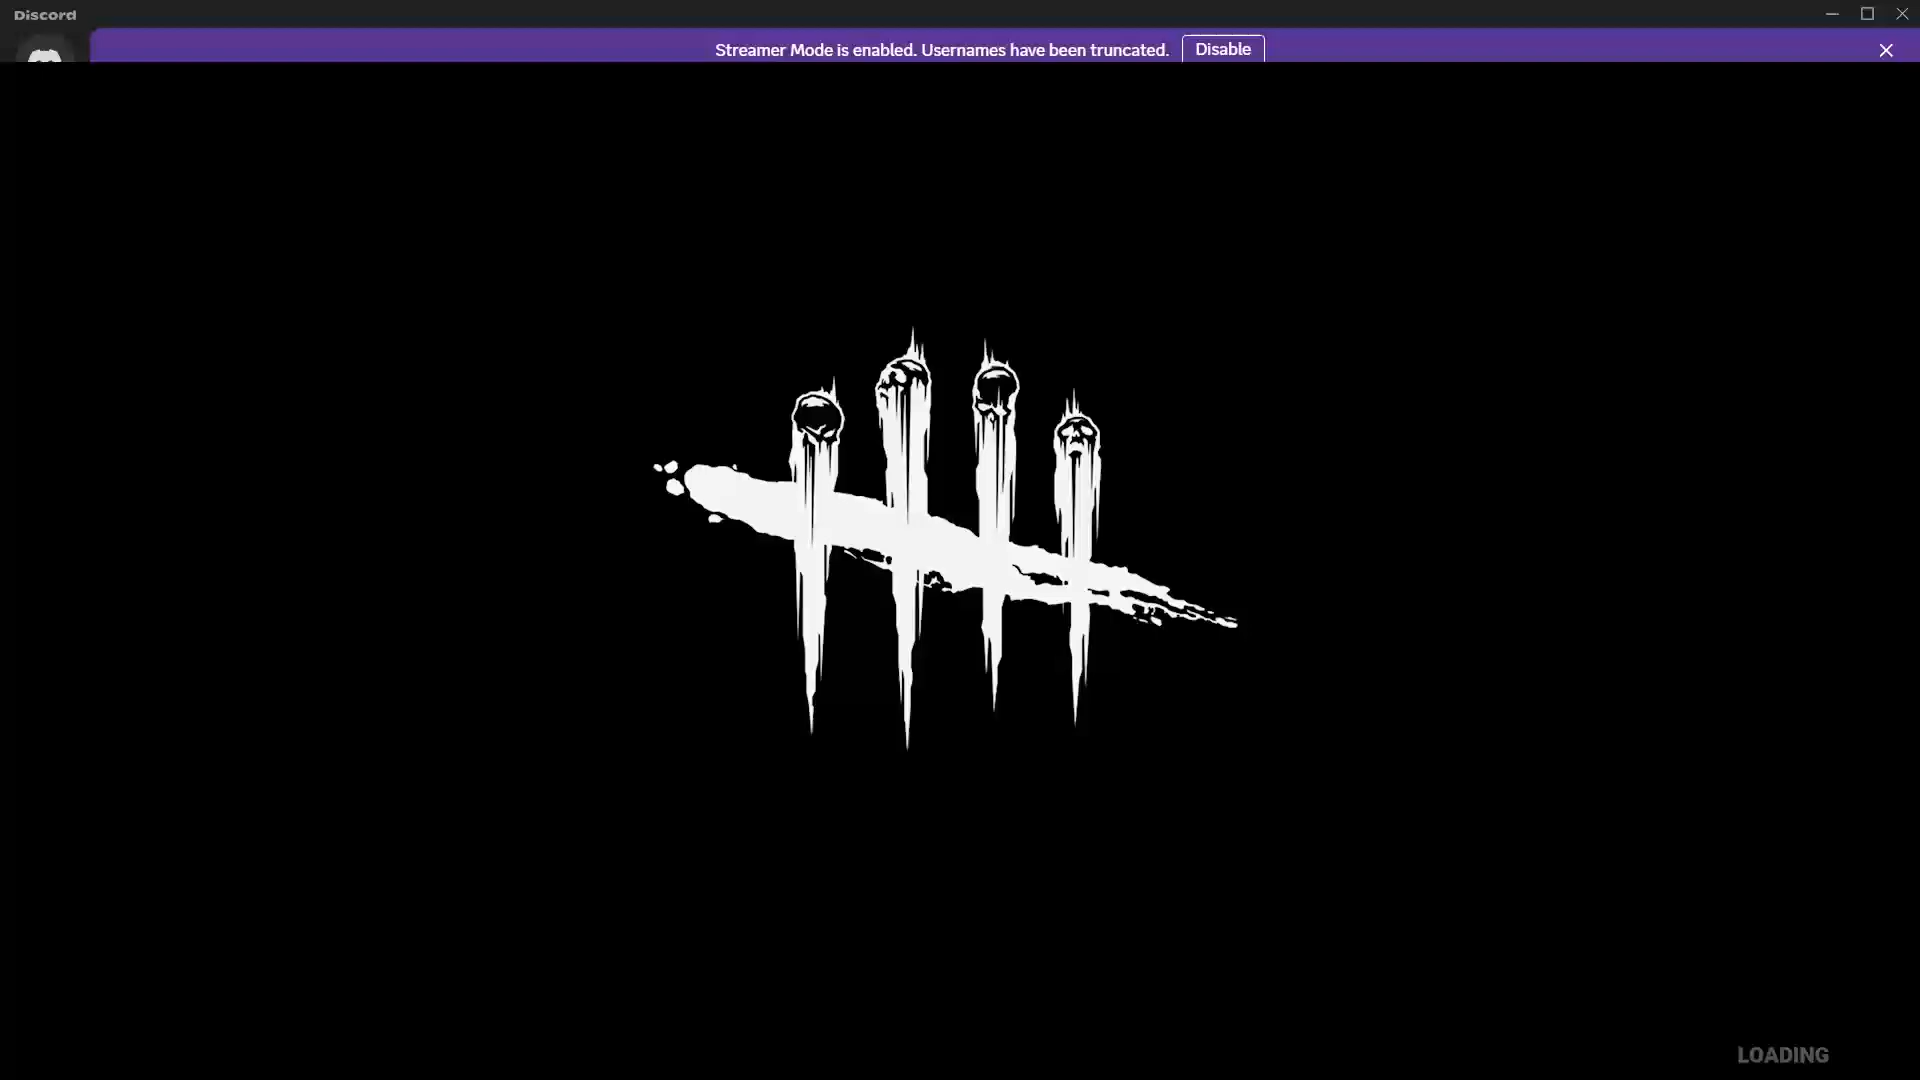 Discord
Streamer Mode is enabled. Usernames have been truncated. Disable
LOADING